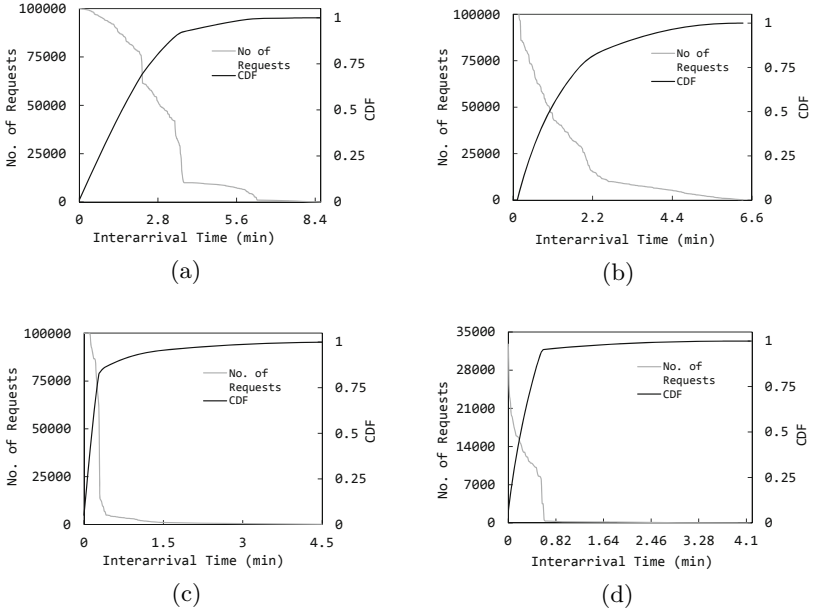 100000
75000
50000
25000
0
No. of Requests
1
0.75
0.5
0.25
0
CDF
No of
Requests
CDF
0 2.8 5.6 8.4
Interarrival Time (min)
(a)
100000
75000
50000
25000
0
No. of Requests
1
0.75
0.5
0.25
0
CDF
No of
Requests
CDF
0 2.2 4.4 6.6
Interarrival Time (min)
(b)
100000
75000
50000
25000
0
No. of Requests
1
0.75
0.5
0.25
0
CDF
No. of
Requests
CDF
0 1.5 3 4.5
Interarrival Time (min)
(c)
35000
28000
21000
14000
7000
0
No. of Requests
1
0.75
0.5
0.25
0
CDF
No. of
Requests
CDF
0 0.82 1.64 2.46 3.28 4.1
Interarrival Time (min)
(d)